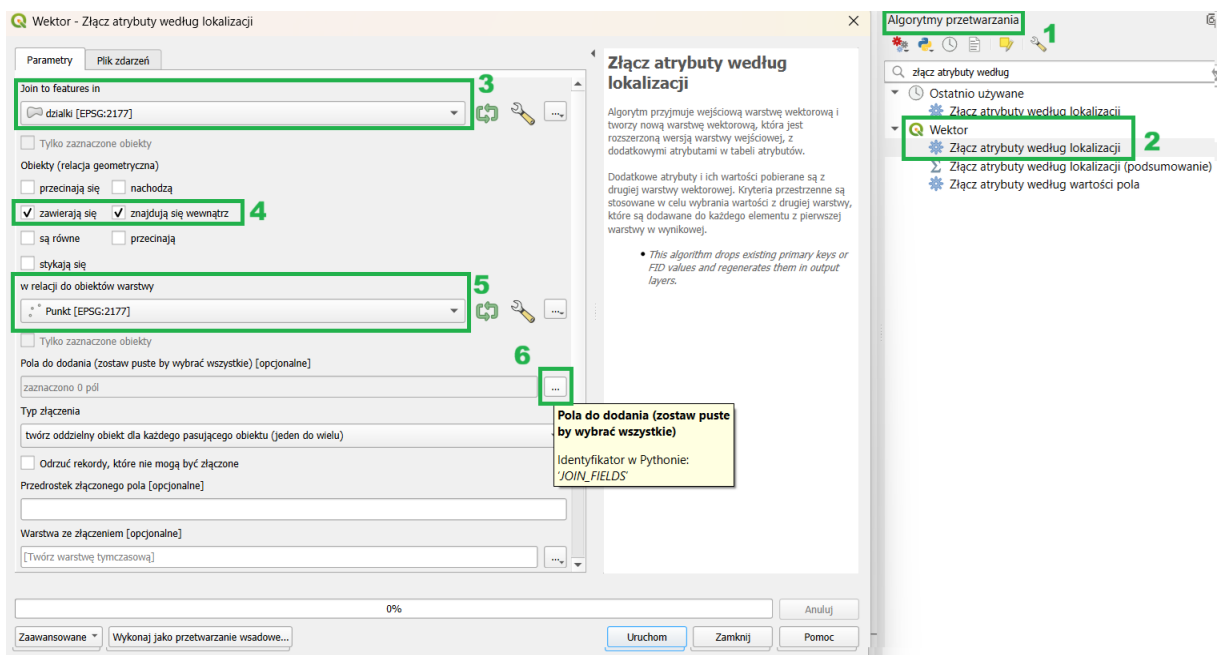 Wektor - Złącz atrybuty według lokalizacji
Parametry
Plik zdarzeń
Join to features in
3
dzialki [EPSG:2177]
...
Tylko zaznaczone obiekty
Obiekty (relacja geometryczna)
przecinają się
nachodzą
zawierają się
znajdują się wewnątrz
4
są równe
przecinają
stykają się
w relacji do obiektów warstwy
5
Punkt [EPSG:2177]
...
Tylko zaznaczone obiekty
6
Pola do dodania (zostaw puste by wybrać wszystkie) [opcjonalne]
zaznaczono 0 pól
...
Typ złączenia
twórz oddzielny obiekt dla każdego pasującego obiektu (jeden do wielu)
Odrzuć rekordy, które nie mogą być złączone
Przedrostek złączonego pola [opcjonalne]
Warstwa ze złączeniem [opcjonalne]
[Twórz warstwę tymczasową]
...
Pola do dodania (zostaw puste
by wybrać wszystkie)
Identyfikator w Pythonie:
'JOIN_FIELDS'
Złącz atrybuty według
lokalizacji
Algorytm przyjmuje wejściową warstwę wektorową i
tworzy nową warstwę wektorową, która jest
rozszerzoną wersją warstwy wejściowej, z
dodatkowymi atrybutami w tabeli atrybutów.
Dodatkowe atrybuty i ich wartości pobierane są z
drugiej warstwy wektorowej. Kryteria przestrzenne są
stosowane w celu wybrania wartości z drugiej warstwy,
które są dodawane do każdego elementu z pierwszej
warstwy w wynikowej.
• This algorithm drops existing primary keys or
FID values and regenerates them in output
layers.
0%
Anuluj
Zaawansowane
Wykonaj jako przetwarzanie wsadowe...
Uruchom
Zamknij
Pomoc
Algorytmy przetwarzania
1
złącz atrybuty według
Ostatnio używane
Złącz atrybuty według lokalizacji
Wektor
Złącz atrybuty według lokalizacji
2
Złącz atrybuty według lokalizacji (podsumowanie)
Złącz atrybuty według wartości pola